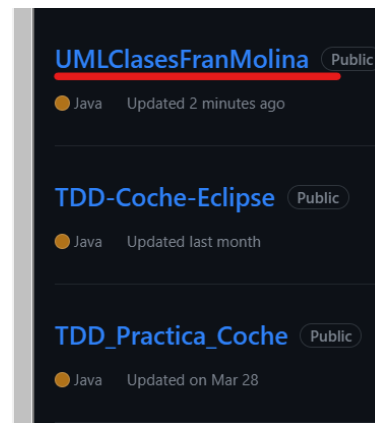 UMLClasesFranMolina Public
Java Updated 2 minutes ago
TDD-Coche-Eclipse Public
Java Updated last month
TDD_Practica_Coche Public
Java Updated on Mar 28